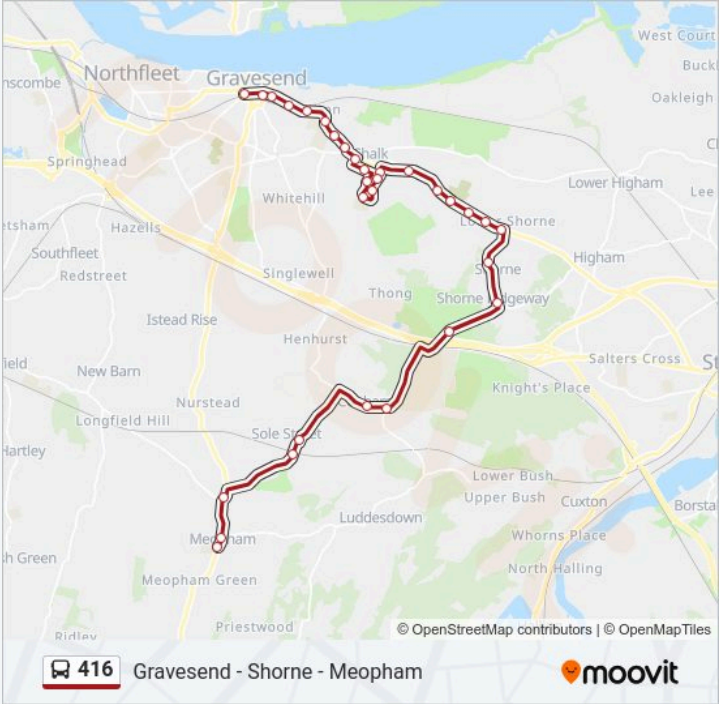 West Court
Northfleet
Gravesend
Oakleigh
Springhead
Lower Higham
Whitehill
Hazells
Southfleet
Higham
Redstreet
Singlewell
Thong
Shorne Ridgeway
Istead Rise
Henhurst
Salters Cross
New Barn
Knight's Place
Nurstead
Longfield Hill
Sole Street
Lower Bush
Upper Bush
Cuxton
Luddesdown
Meopham
Whorns Place
North Halling
Meopham Green
Priestwood
Ridley
© OpenStreetMap contributors | © OpenMapTiles
416 Gravesend - Shorne - Meopham
moovit